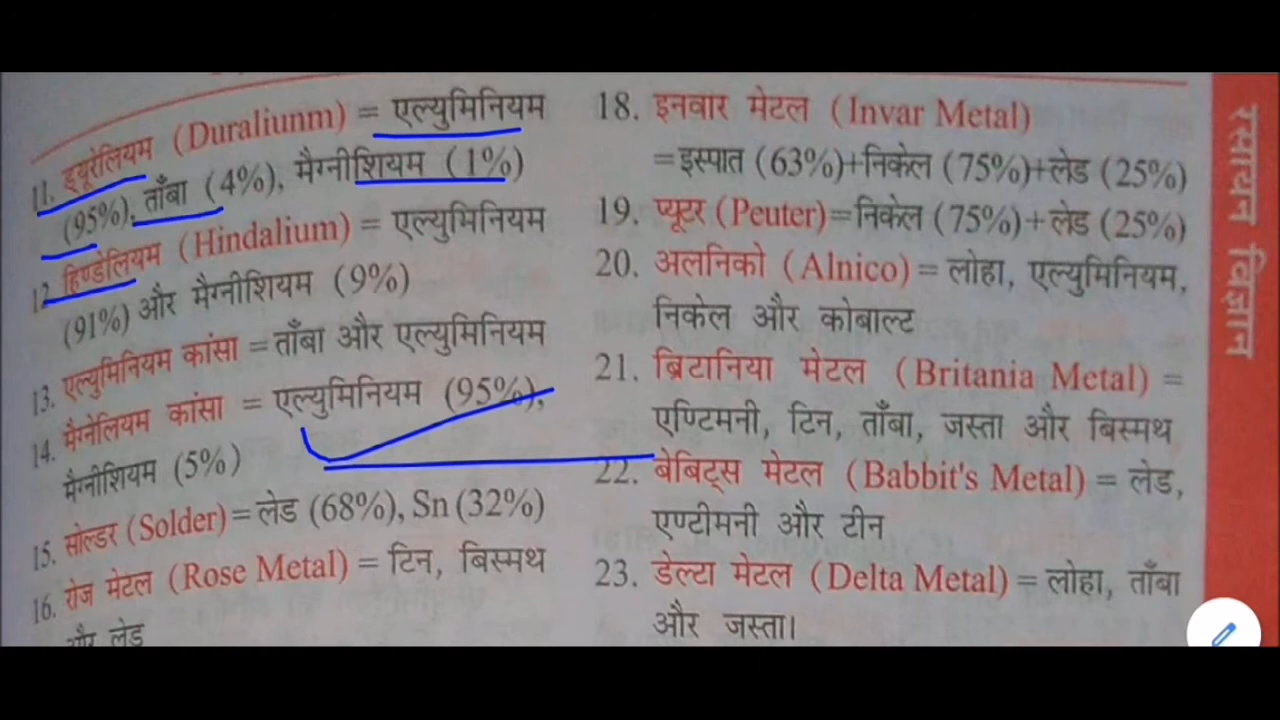 11. ड्यूरेलियम (Duraliunm) = एल्युमिनियम
(95%), ताँबा (4%), मैग्नीशियम (1%)
12. हिण्डेलियम (Hindalium) = एल्युमिनियम
(91%) और मैग्नीशियम (9%)
13. एल्युमिनियम कांसा = ताँबा और एल्युमिनियम
14. मैग्नेलियम कांसा = एल्युमिनियम (95%),
मैग्नीशियम (5%)
15. सोल्डर (Solder) = लेड (68%), Sn (32%)
16. रोज मेटल (Rose Metal) = टिन, बिस्मथ
और लेड
18. इनवार मेटल (Invar Metal)
=इस्पात (63%)+निकेल (75%)+लेड (25%)
19. प्यूटर (Peuter)=निकेल (75%)+लेड (25%)
20. अलनिको (Alnico) = लोहा, एल्युमिनियम,
निकेल और कोबाल्ट
21. ब्रिटानिया मेटल (Britania Metal) =
एण्टिमनी, टिन, ताँबा, जस्ता और बिस्मथ
22. बेबिट्स मेटल (Babbit's Metal) = लेड,
एण्टीमनी और टीन
23. डेल्टा मेटल (Delta Metal) = लोहा, ताँबा
और जस्ता।
रसायन विज्ञान